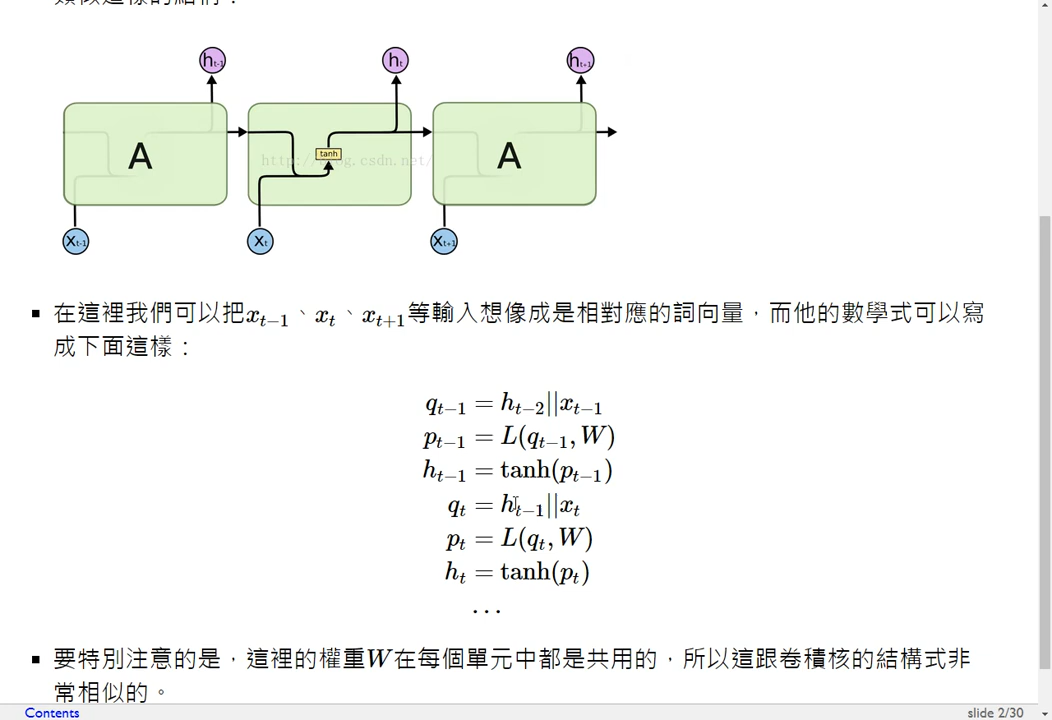 h_{t-1} h_t h_{t+1}
A A
tanh
x_{t-1} x_t x_{t+1}
▪ 在這裡我們可以把x_{t-1}、x_t、x_{t+1}等輸入想像成是相對應的詞向量，而他的數學式可以寫
成下面這樣：
q_{t-1} = h_{t-2}||x_{t-1}
p_{t-1} = L(q_{t-1}, W)
h_{t-1} = tanh(p_{t-1})
q_t = h_{t-1}||x_t
p_t = L(q_t, W)
h_t = tanh(p_t)
...
▪ 要特別注意的是，這裡的權重W在每個單元中都是共用的，所以這跟卷積核的結構式非
常相似的。
Contents slide 2/30